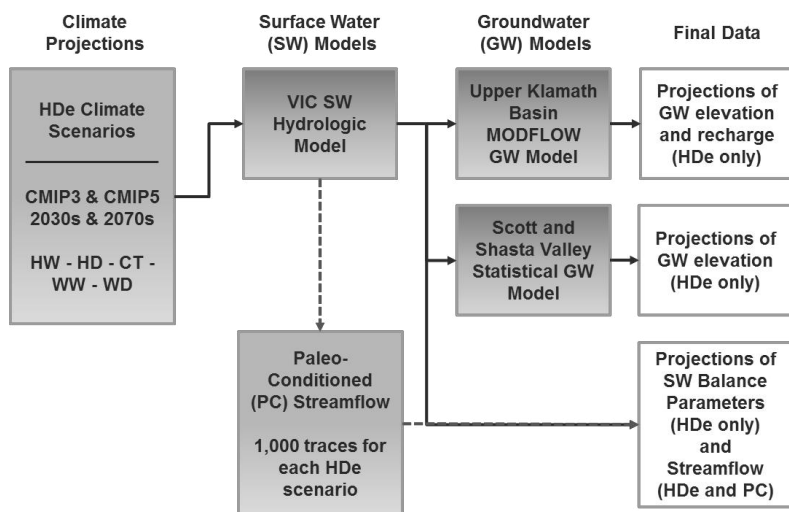 Climate
Projections
Surface Water
(SW) Models
Groundwater
(GW) Models
Final Data
HDe Climate
Scenarios
CMIP3 & CMIP5
2030s & 2070s
HW - HD - CT -
WW - WD
VIC SW
Hydrologic
Model
Upper Klamath
Basin
MODFLOW
GW Model
Projections of
GW elevation
and recharge
(HDe only)
Scott and
Shasta Valley
Statistical GW
Model
Projections of
GW elevation
(HDe only)
Paleo-
Conditioned
(PC) Streamflow
1,000 traces for
each HDe
scenario
Projections of
SW Balance
Parameters
(HDe only)
and
Streamflow
(HDe and PC)